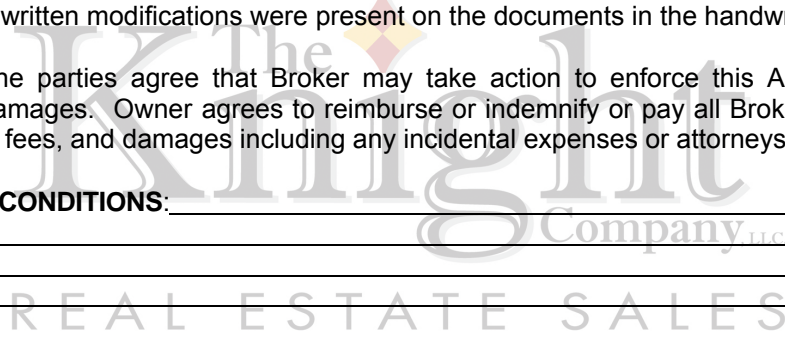 written modifications were present on the documents in the handw
The
ne parties agree that Broker may take action to enforce this A
amages. Owner agrees to reimburse or indemnify or pay all Brok
fees, and damages including any incidental expenses or attorneys
Knight
CONDITIONS:
Company, LLC
REAL ESTATE SALES